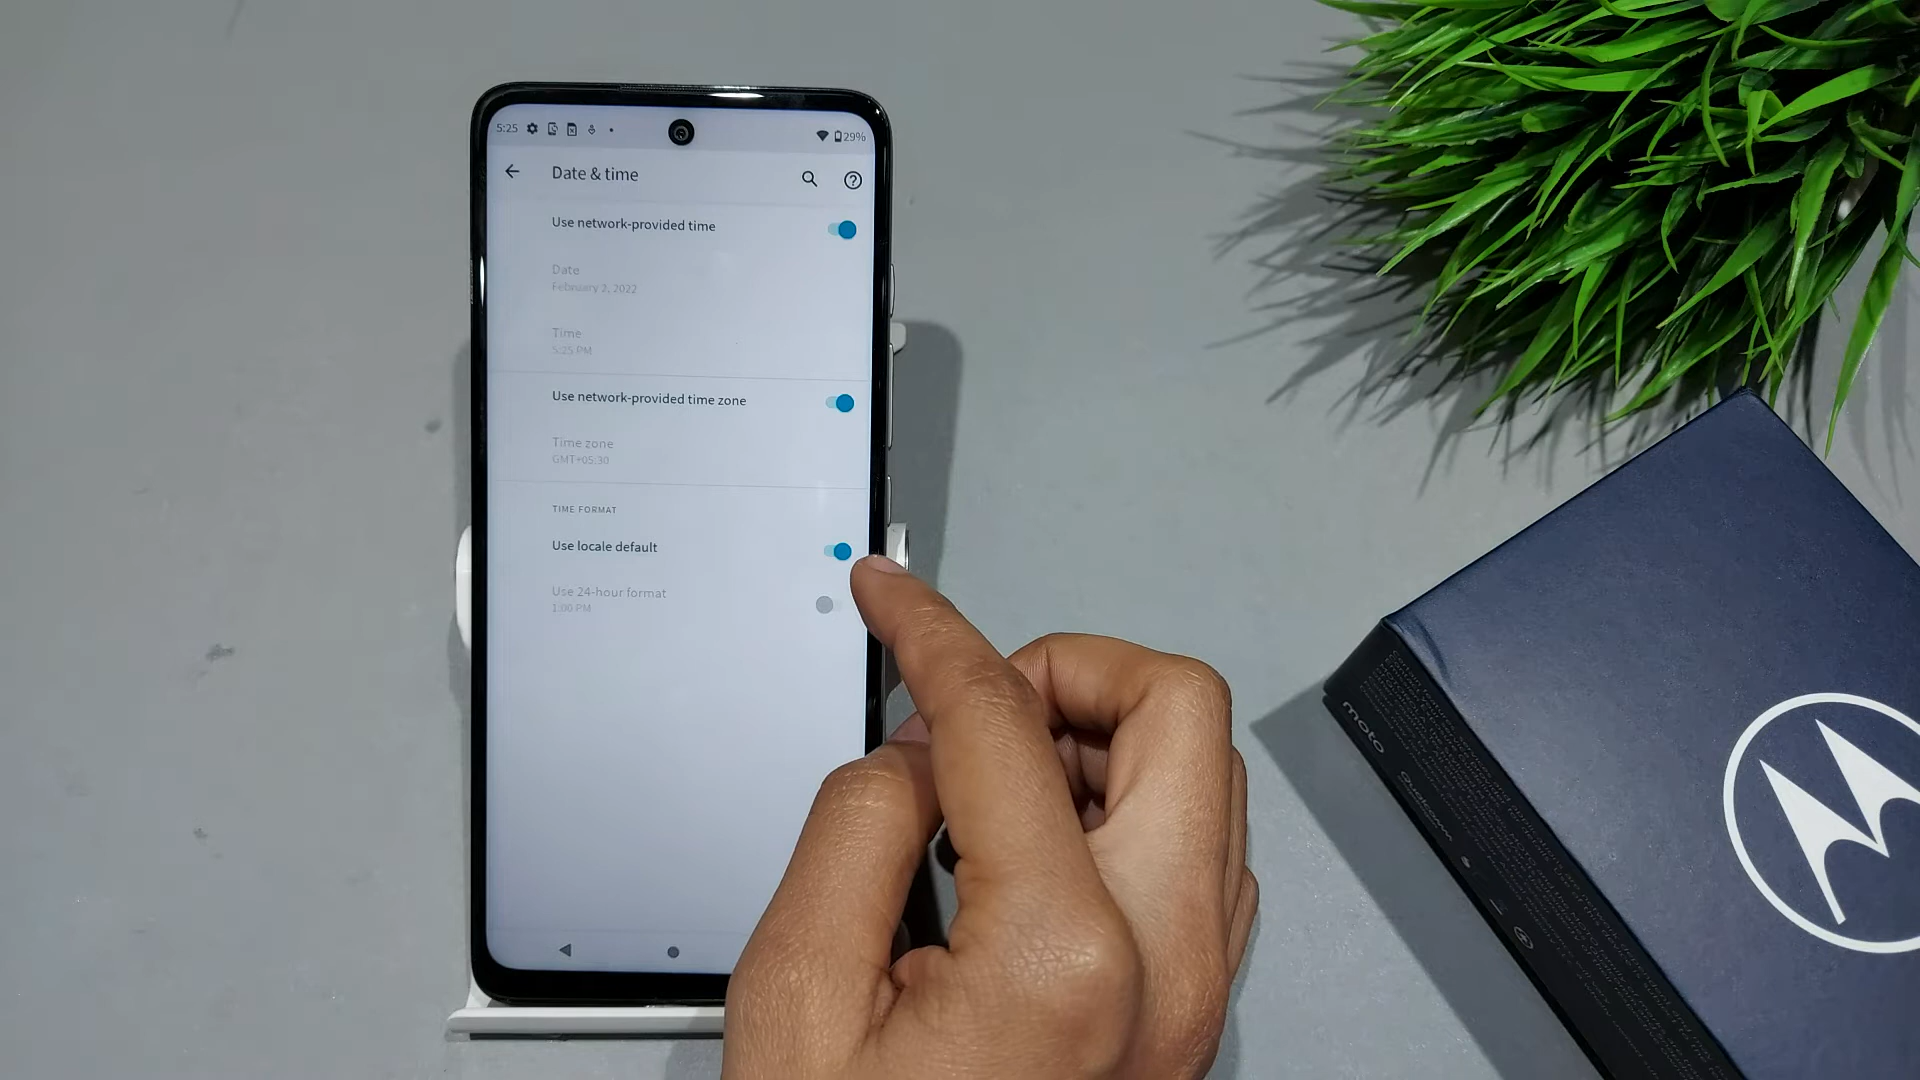 5:25
29%
Date & time
Use network-provided time
Date
February 2, 2022
Time
5:25 PM
Use network-provided time zone
Time zone
GMT+05:30
TIME FORMAT
Use locale default
Use 24-hour format
1:00 PM
moto
Qualcomm